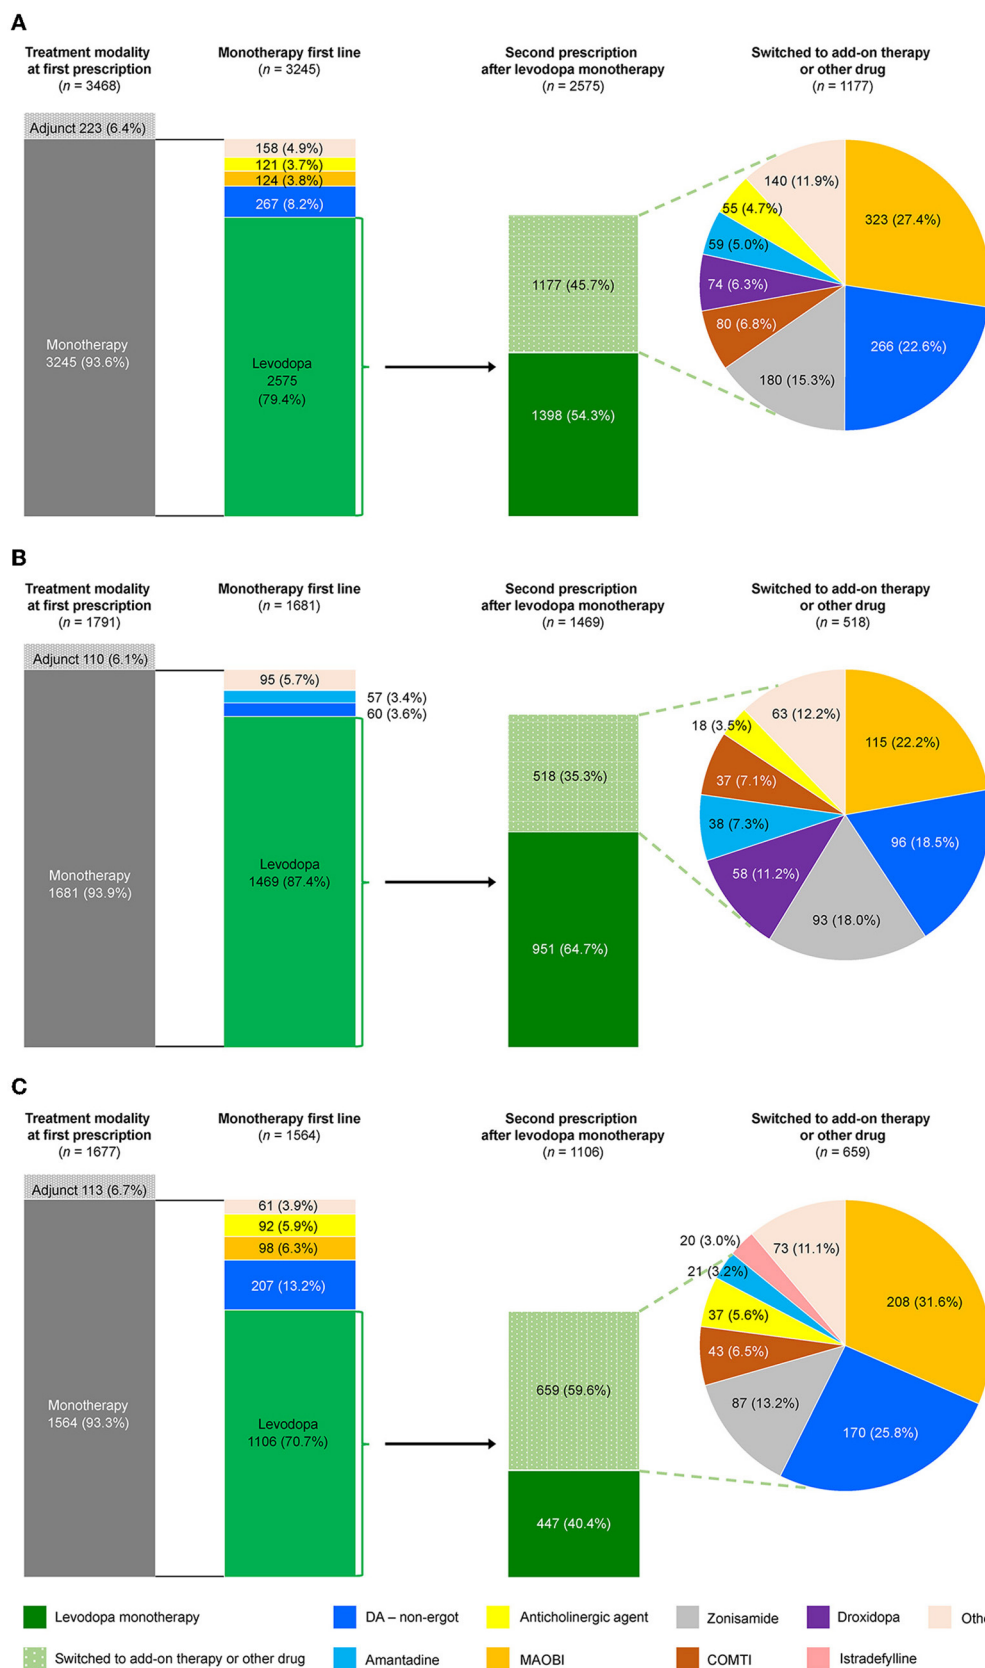 A
Treatment modality
at first prescription
(n = 3468)
Monotherapy first line
(n = 3245)
Second prescription
after levodopa monotherapy
(n = 2575)
Switched to add-on therapy
or other drug
(n = 1177)
Adjunct 223 (6.4%)
Monotherapy
3245 (93.6%)
158 (4.9%)
121 (3.7%)
124 (3.8%)
267 (8.2%)
Levodopa
2575
(79.4%)
1177 (45.7%)
1398 (54.3%)
140 (11.9%)
55 (4.7%)
59 (5.0%)
74 (6.3%)
80 (6.8%)
180 (15.3%)
323 (27.4%)
266 (22.6%)
B
Treatment modality
at first prescription
(n = 1791)
Monotherapy first line
(n = 1681)
Second prescription
after levodopa monotherapy
(n = 1469)
Switched to add-on therapy
or other drug
(n = 518)
Adjunct 110 (6.1%)
Monotherapy
1681 (93.9%)
95 (5.7%)
57 (3.4%)
60 (3.6%)
Levodopa
1469 (87.4%)
518 (35.3%)
951 (64.7%)
63 (12.2%)
18 (3.5%)
37 (7.1%)
38 (7.3%)
58 (11.2%)
93 (18.0%)
115 (22.2%)
96 (18.5%)
C
Treatment modality
at first prescription
(n = 1677)
Monotherapy first line
(n = 1564)
Second prescription
after levodopa monotherapy
(n = 1106)
Switched to add-on therapy
or other drug
(n = 659)
Adjunct 113 (6.7%)
Monotherapy
1564 (93.3%)
61 (3.9%)
92 (5.9%)
98 (6.3%)
207 (13.2%)
Levodopa
1106 (70.7%)
659 (59.6%)
447 (40.4%)
73 (11.1%)
20 (3.0%)
21 (3.2%)
37 (5.6%)
43 (6.5%)
87 (13.2%)
208 (31.6%)
170 (25.8%)
Levodopa monotherapy
DA – non-ergot
Anticholinergic agent
Zonisamide
Droxidopa
Othe
Switched to add-on therapy or other drug
Amantadine
MAOBI
COMTI
Istradefylline